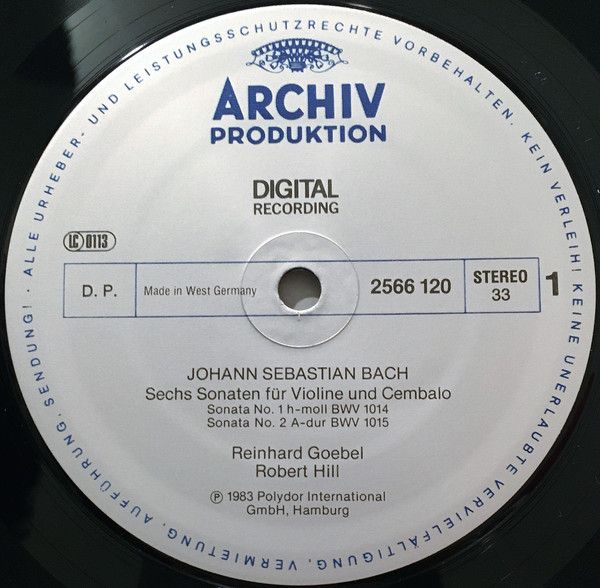 ALLE URHEBER- UND LEISTUNGSSCHUTZRECHTE VORBEHALTEN. KEIN VERLEIH! KEINE UNERLAUBTE VERVIELFÄLTIGUNG, VERMIETUNG, AUFFÜHRUNG, SENDUNG! ·
ARCHIV
PRODUKTION
DIGITAL
RECORDING
LC 0113
D. P.
Made in West Germany
2566 120
STEREO
33
1
JOHANN SEBASTIAN BACH
Sechs Sonaten für Violine und Cembalo
Sonata No. 1 h-moll BWV 1014
Sonata No. 2 A-dur BWV 1015
Reinhard Goebel
Robert Hill
℗ 1983 Polydor International
GmbH, Hamburg